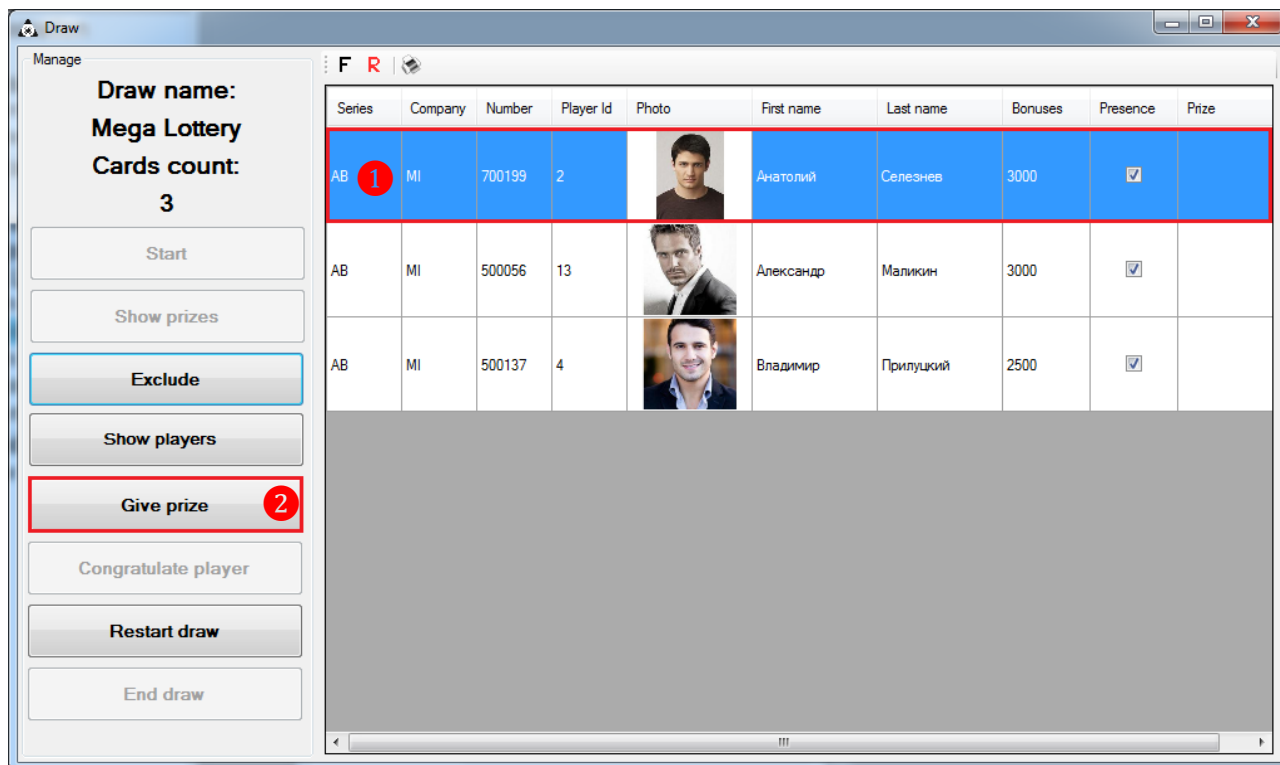 Draw
Manage
Draw name:
Mega Lottery
Cards count:
3
Start
Show prizes
Exclude
Show players
Give prize 2
Congratulate player
Restart draw
End draw
F R
Series Company Number Player Id Photo First name Last name Bonuses Presence Prize
AB 1 MI 700199 2 Анатолий Селезнев 3000
AB MI 500056 13 Александр Маликин 3000
AB MI 500137 4 Владимир Прилуцкий 2500